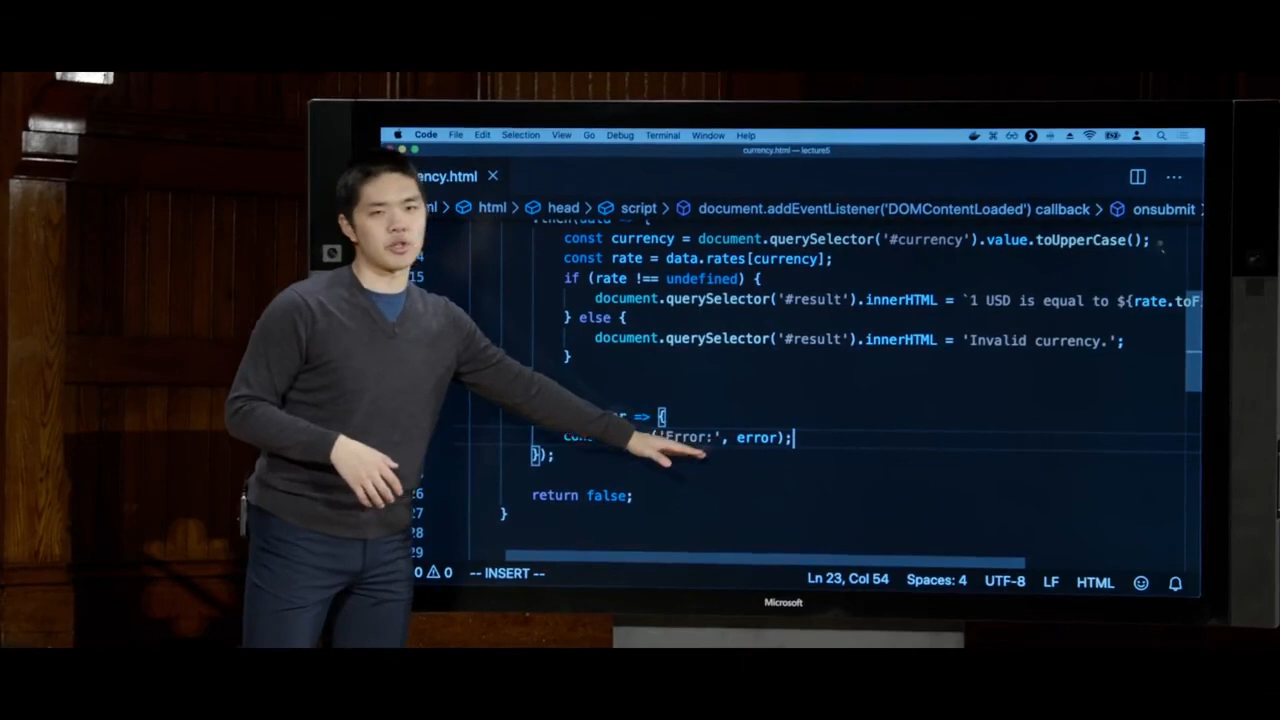 Code File Edit Selection View Go Debug Terminal Window Help
currency.html — lecture5
ency.html
html > head > script > document.addEventListener('DOMContentLoaded') callback > onsubmit
.then(data => {
const currency = document.querySelector('#currency').value.toUpperCase();
const rate = data.rates[currency];
15 if (rate !== undefined) {
document.querySelector('#result').innerHTML = `1 USD is equal to ${rate.toFi
} else {
document.querySelector('#result').innerHTML = 'Invalid currency.';
}
=> {
('Error:', error);
});
26 return false;
27 }
28
29
0 0 -- INSERT -- Ln 23, Col 54 Spaces: 4 UTF-8 LF HTML
Microsoft